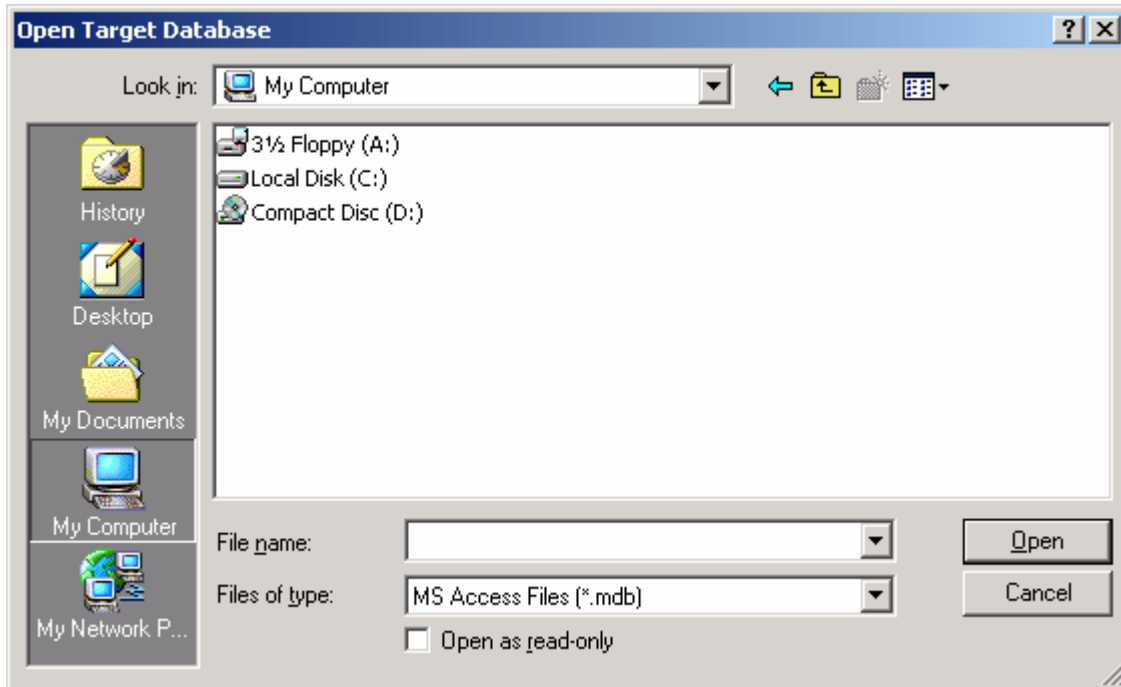 Open Target Database
Look in: My Computer
3½ Floppy (A:)
Local Disk (C:)
Compact Disc (D:)
History
Desktop
My Documents
My Computer
My Network P...
File name:
Open
Files of type: MS Access Files (*.mdb)
Cancel
Open as read-only